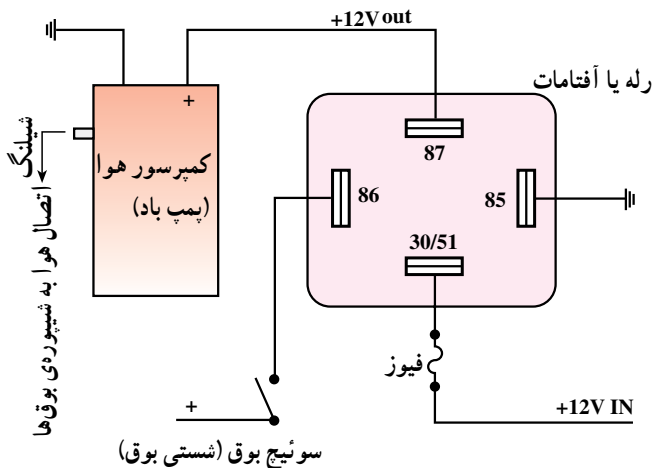 +12V out
رله یا آفتامات
+
کمپرسور هوا
(پمپ باد)
شیلنگ
اتصال هوا به شیپوره‌ی بوق‌ها
87
86
85
30/51
فیوز
+12V IN
+
سوئیچ بوق (شستی بوق)